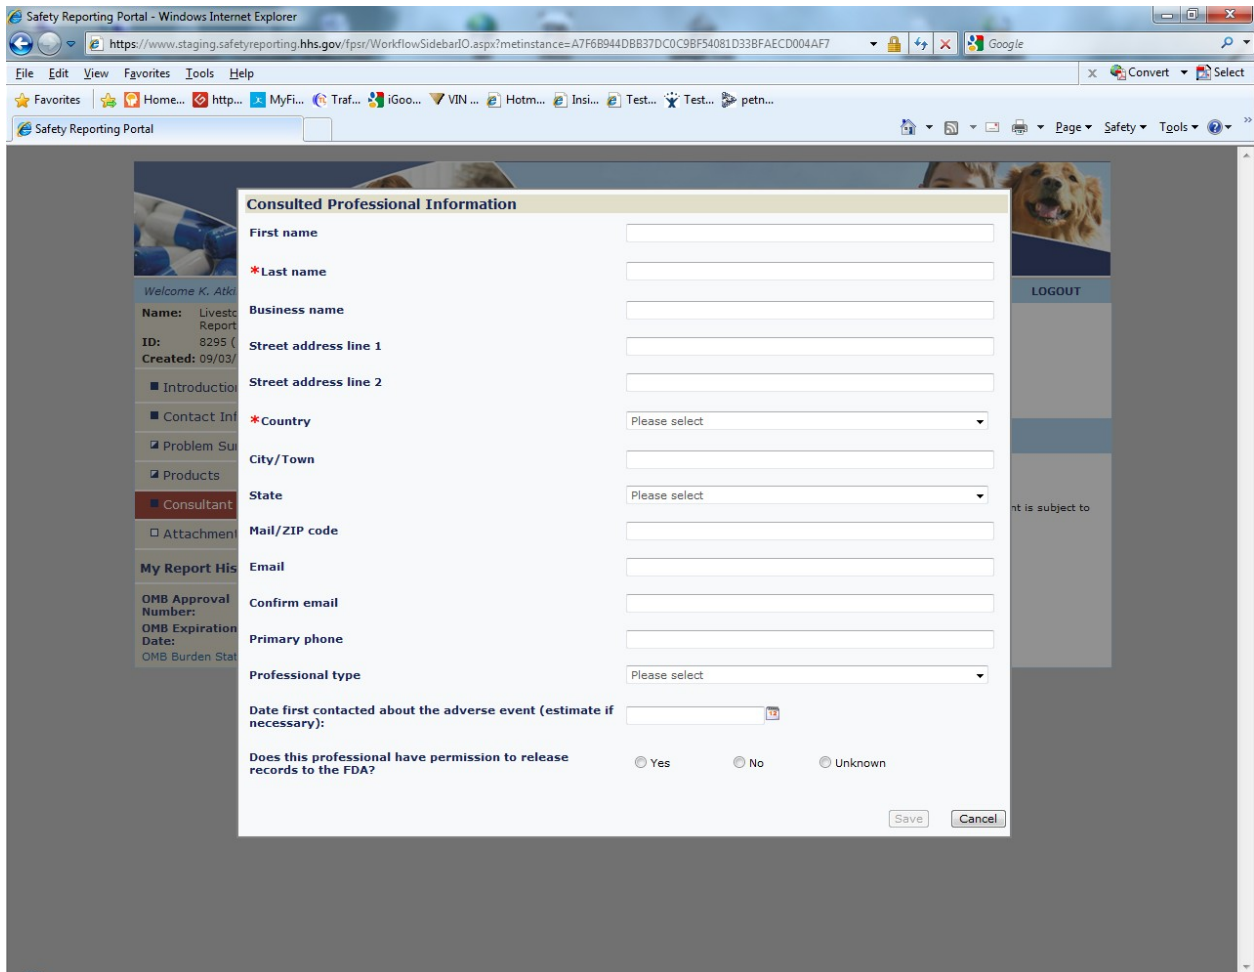 Safety Reporting Portal - Windows Internet Explorer
https://www.staging.safetyreporting.hhs.gov/fpsr/WorkflowSidebarIO.aspx?metinstance=A7F6B944DBB37DC0C9BF54081D33BFAECD004AF7
Google
File Edit View Favorites Tools Help
x Convert Select
Favorites Home... http... MyFi... Traf... iGoo... VIN ... Hotm... Insi... Test... Test... petn...
Safety Reporting Portal
Page Safety Tools
Consulted Professional Information
First name
*Last name
Welcome K. Atki
LOGOUT
Name: Livestc
Report
Business name
ID: 8295 (
Created: 09/03/
Street address line 1
Street address line 2
Introduction
Contact Inf
*Country Please select
Problem Su
City/Town
Products
State Please select
Consultant
nt is subject to
Mail/ZIP code
Attachment
My Report His
Email
OMB Approval
Number:
Confirm email
OMB Expiration
Date:
Primary phone
OMB Burden Stat
Professional type Please select
Date first contacted about the adverse event (estimate if
necessary):
12
Does this professional have permission to release
records to the FDA?
Yes No Unknown
Save Cancel